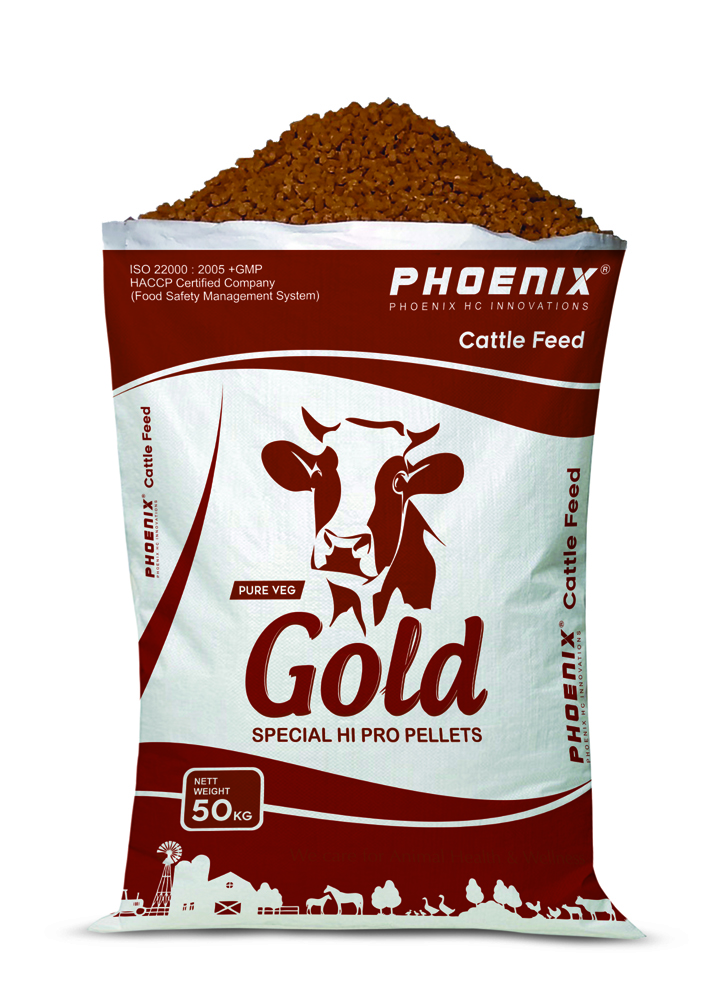 ISO 22000 : 2005 +GMP
HACCP Certified Company
(Food Safety Management System)
PHOENIX®
PHOENIX HC INNOVATIONS
Cattle Feed
PHOENIX® Cattle Feed
PHOENIX HC INNOVATIONS
PURE VEG
Gold
SPECIAL HI PRO PELLETS
PHOENIX® Cattle Feed
PHOENIX HC INNOVATIONS
NETT
WEIGHT
50KG